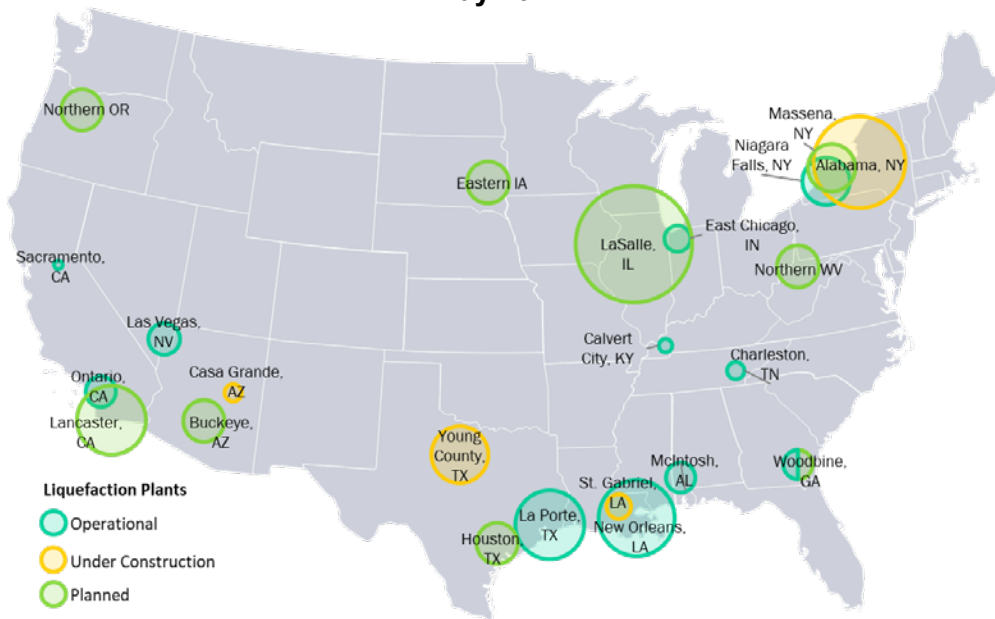 Northern OR
Eastern IA
Massena,
NY
Niagara
Falls, NY
Alabama, NY
LaSalle,
IL
East Chicago,
IN
Northern WV
Sacramento,
CA
Las Vegas,
NV
Calvert
City, KY
Charleston,
TN
Ontario,
CA
Casa Grande,
AZ
Lancaster,
CA
Buckeye,
AZ
Young
County,
TX
McIntosh,
AL
Woodbine,
GA
St. Gabriel,
LA
La Porte,
TX
New Orleans,
LA
Houston,
TX
Liquefaction Plants
Operational
Under Construction
Planned